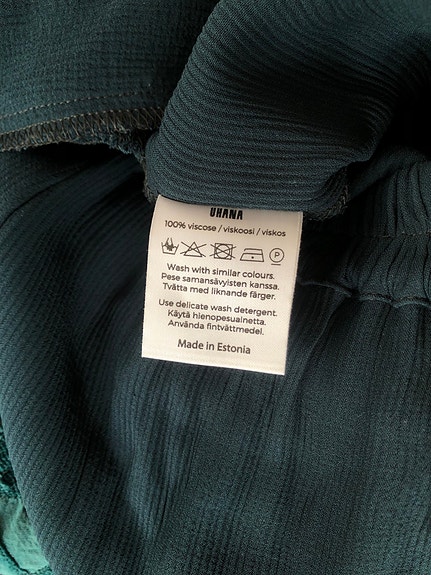 UHANA
100% viscose / viskoosi / viskos
P
Wash with similar colours.
Pese samansävyisten kanssa.
Tvätta med liknande färger.
Use delicate wash detergent.
Käytä hienopesuainetta.
Använda fintvättmedel.
Made in Estonia